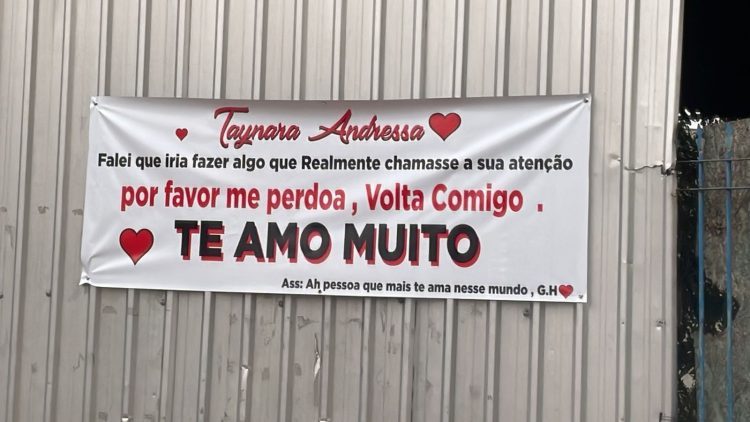 Taynara Andressa
Falei que iria fazer algo que Realmente chamasse a sua atenção
por favor me perdoa , Volta Comigo .
TE AMO MUITO
Ass: Ah pessoa que mais te ama nesse mundo , G.H